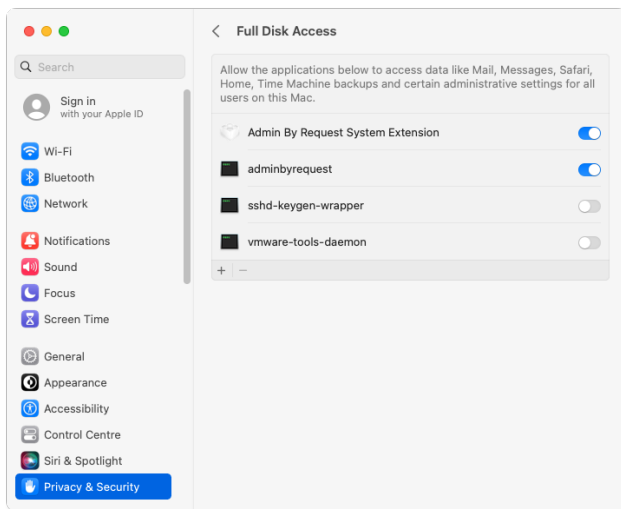 Full Disk Access
Search
Sign in
with your Apple ID
Wi-Fi
Bluetooth
Network
Notifications
Sound
Focus
Screen Time
General
Appearance
Accessibility
Control Centre
Siri & Spotlight
Privacy & Security
Allow the applications below to access data like Mail, Messages, Safari,
Home, Time Machine backups and certain administrative settings for all
users on this Mac.
Admin By Request System Extension
adminbyrequest
sshd-keygen-wrapper
vmware-tools-daemon